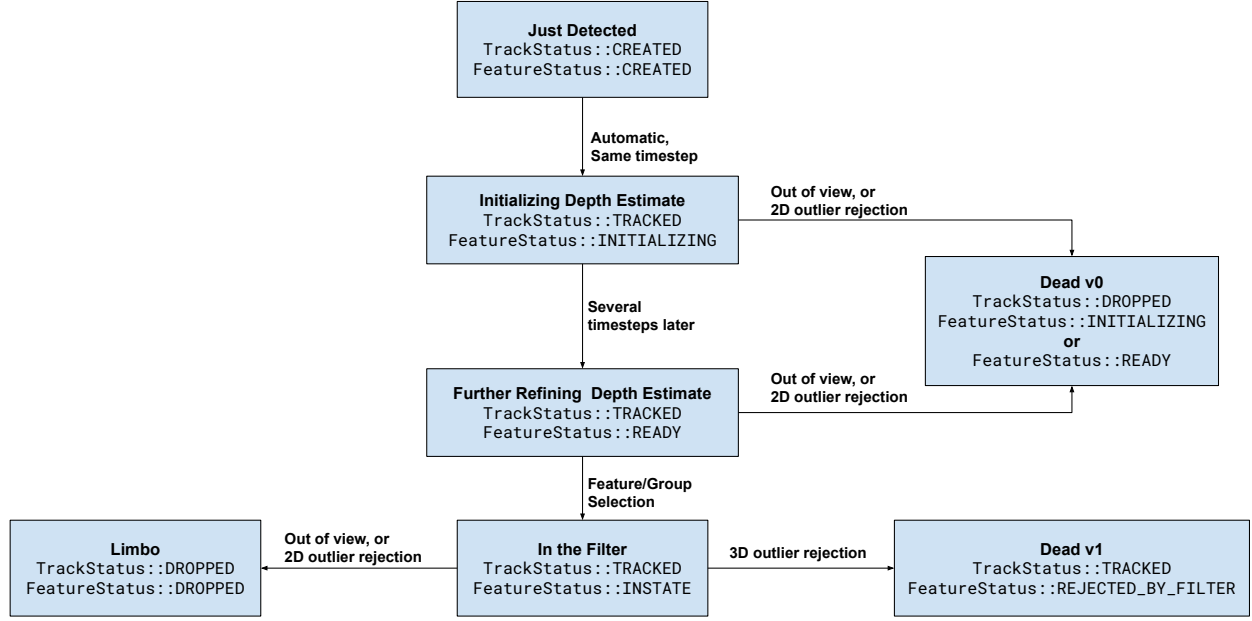 Just Detected
TrackStatus::CREATED
FeatureStatus::CREATED
Automatic,
Same timestep
Initializing Depth Estimate
TrackStatus::TRACKED
FeatureStatus::INITIALIZING
Out of view, or
2D outlier rejection
Dead v0
TrackStatus::DROPPED
FeatureStatus::INITIALIZING
or
FeatureStatus::READY
Several
timesteps later
Further Refining  Depth Estimate
TrackStatus::TRACKED
FeatureStatus::READY
Out of view, or
2D outlier rejection
Feature/Group
Selection
Limbo
TrackStatus::DROPPED
FeatureStatus::DROPPED
Out of view, or
2D outlier rejection
In the Filter
TrackStatus::TRACKED
FeatureStatus::INSTATE
3D outlier rejection
Dead v1
TrackStatus::TRACKED
FeatureStatus::REJECTED_BY_FILTER